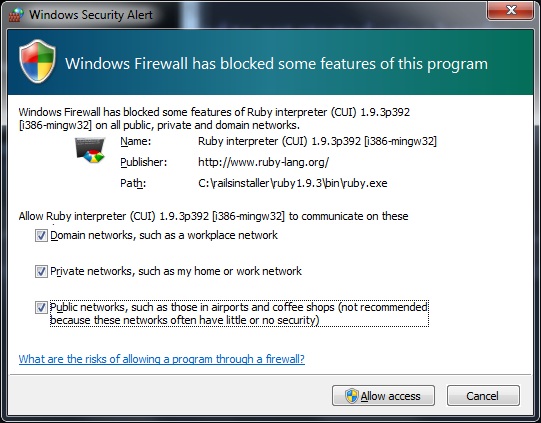 Windows Security Alert
Windows Firewall has blocked some features of this program
Windows Firewall has blocked some features of Ruby interpreter (CUI) 1.9.3p392
[i386-mingw32] on all public, private and domain networks.
Name: Ruby interpreter (CUI) 1.9.3p392 [i386-mingw32]
Publisher: http://www.ruby-lang.org/
Path: C:\railsinstaller\ruby1.9.3\bin\ruby.exe
Allow Ruby interpreter (CUI) 1.9.3p392 [i386-mingw32] to communicate on these
Domain networks, such as a workplace network
Private networks, such as my home or work network
Public networks, such as those in airports and coffee shops (not recommended
because these networks often have little or no security)
What are the risks of allowing a program through a firewall?
Allow access Cancel